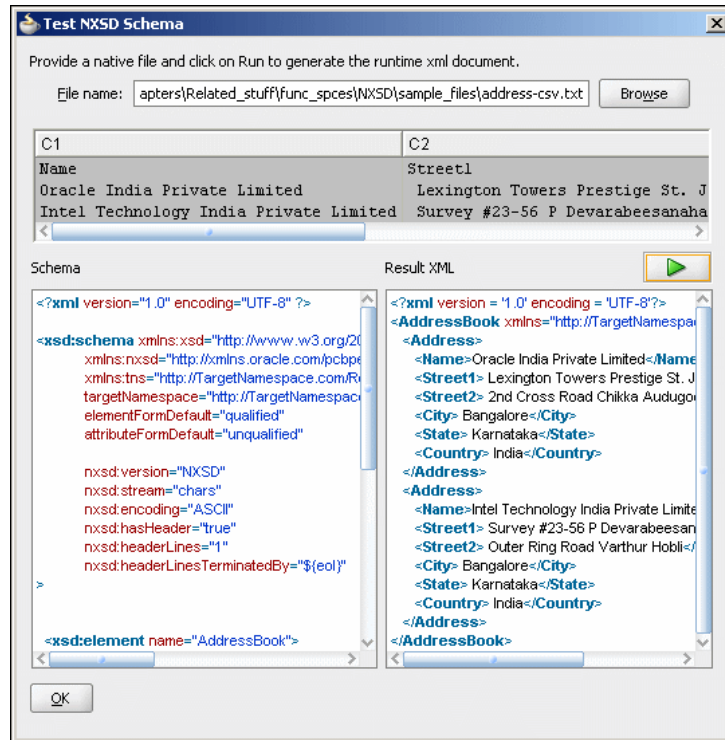 Test NXSD Schema
Provide a native file and click on Run to generate the runtime xml document.
File name: apters\Related_stuff\func_spces\NXSD\sample_files\address-csv.txt Browse
C1 C2
Name Street1
Oracle India Private Limited Lexington Towers Prestige St. J
Intel Technology India Private Limited Survey #23-56 P Devarabeesanaha
Schema
<?xml version="1.0" encoding="UTF-8" ?>
<xsd:schema xmlns:xsd="http://www.w3.org/20
xmlns:nxsd="http://xmlns.oracle.com/pcbpe
xmlns:tns="http://TargetNamespace.com/R
targetNamespace="http://TargetNamespac
elementFormDefault="qualified"
attributeFormDefault="unqualified"
nxsd:version="NXSD"
nxsd:stream="chars"
nxsd:encoding="ASCII"
nxsd:hasHeader="true"
nxsd:headerLines="1"
nxsd:headerLinesTerminatedBy="${eol}"
>
<xsd:element name="AddressBook">
Result XML
<?xml version = '1.0' encoding = 'UTF-8'?>
<AddressBook xmlns="http://TargetNamespa
<Address>
<Name>Oracle India Private Limited</Name
<Street1> Lexington Towers Prestige St. J
<Street2> 2nd Cross Road Chikka Audugo
<City> Bangalore</City>
<State> Karnataka</State>
<Country> India</Country>
</Address>
<Address>
<Name>Intel Technology India Private Limite
<Street1> Survey #23-56 P Devarabeesan
<Street2> Outer Ring Road Varthur Hobli</
<City> Bangalore</City>
<State> Karnataka</State>
<Country> India</Country>
</Address>
</AddressBook>
OK